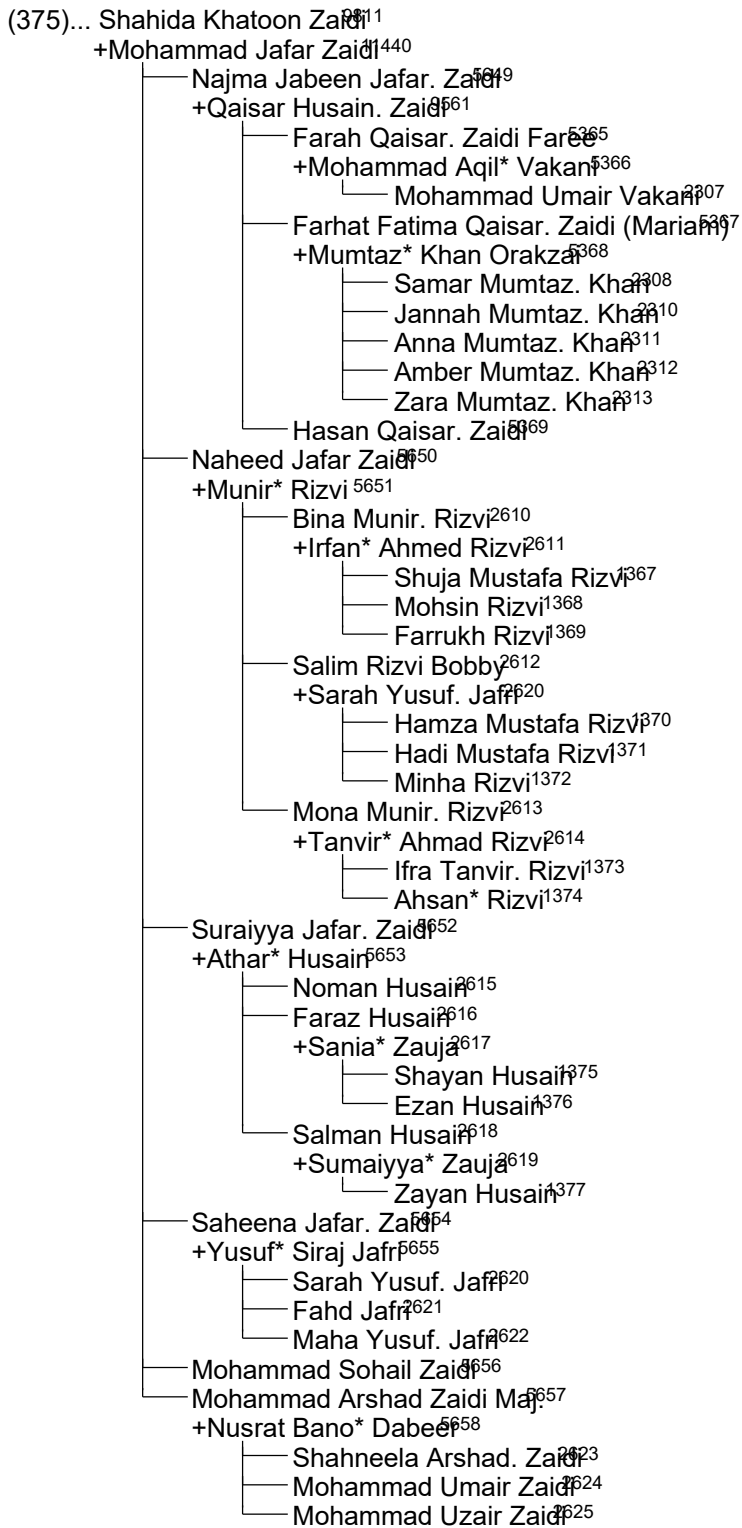 (375)... Shahida Khatoon Zaidi9811
+Mohammad Jafar Zaidi11440
Najma Jabeen Jafar. Zaidi5649
+Qaisar Husain. Zaidi9561
Farah Qaisar. Zaidi Faree5365
+Mohammad Aqil* Vakani5366
Mohammad Umair Vakani2307
Farhat Fatima Qaisar. Zaidi (Mariam)5367
+Mumtaz* Khan Orakzai5368
Samar Mumtaz. Khan2308
Jannah Mumtaz. Khan2310
Anna Mumtaz. Khan2311
Amber Mumtaz. Khan2312
Zara Mumtaz. Khan2313
Hasan Qaisar. Zaidi5369
Naheed Jafar Zaidi5650
+Munir* Rizvi 5651
Bina Munir. Rizvi2610
+Irfan* Ahmed Rizvi2611
Shuja Mustafa Rizvi1367
Mohsin Rizvi1368
Farrukh Rizvi1369
Salim Rizvi Bobby2612
+Sarah Yusuf. Jafri2620
Hamza Mustafa Rizvi1370
Hadi Mustafa Rizvi1371
Minha Rizvi1372
Mona Munir. Rizvi2613
+Tanvir* Ahmad Rizvi2614
Ifra Tanvir. Rizvi1373
Ahsan* Rizvi1374
Suraiyya Jafar. Zaidi5652
+Athar* Husain5653
Noman Husain2615
Faraz Husain2616
+Sania* Zauja2617
Shayan Husain1375
Ezan Husain1376
Salman Husain2618
+Sumaiyya* Zauja2619
Zayan Husain1377
Saheena Jafar. Zaidi5654
+Yusuf* Siraj Jafri5655
Sarah Yusuf. Jafri2620
Fahd Jafri2621
Maha Yusuf. Jafri2622
Mohammad Sohail Zaidi5656
Mohammad Arshad Zaidi Maj.5657
+Nusrat Bano* Dabeer5658
Shahneela Arshad. Zaidi2623
Mohammad Umair Zaidi2624
Mohammad Uzair Zaidi2625